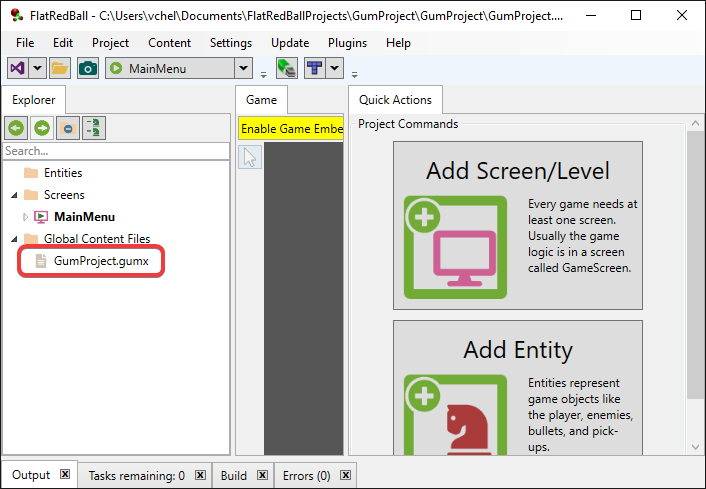 FlatRedBall - C:\Users\vchel\Documents\FlatRedBallProjects\GumProject\GumProject\GumProject....
File Edit Project Content Settings Update Plugins Help
MainMenu
Explorer
Game
Quick Actions
Enable Game Embe
Project Commands
Search...
Entities
Screens
MainMenu
Global Content Files
GumProject.gumx
Add Screen/Level
Every game needs at
least one screen.
Usually the game
logic is in a screen
called GameScreen.
Add Entity
Entities represent
game objects like
the player, enemies,
bullets, and pick-
ups.
Output Tasks remaining: 0 Build Errors (0)